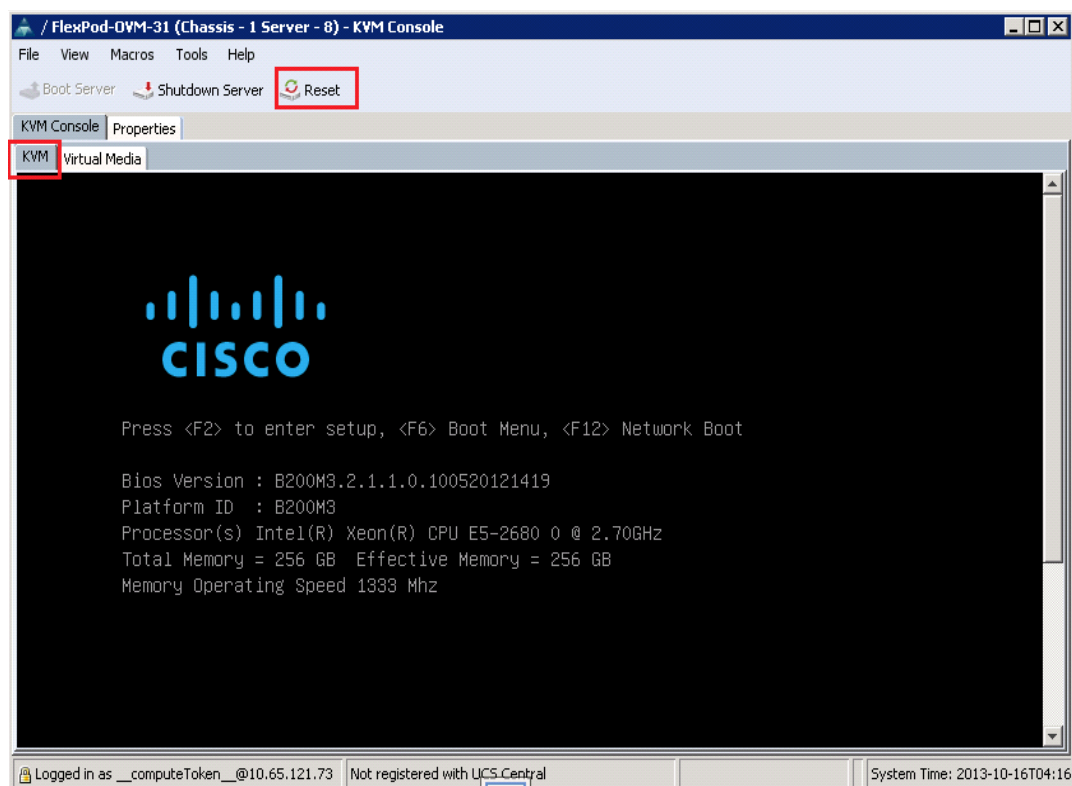 / FlexPod-OVM-31 (Chassis - 1 Server - 8) - KVM Console
File View Macros Tools Help
Boot Server Shutdown Server Reset
KVM Console Properties
KVM Virtual Media
CISCO
Press <F2> to enter setup, <F6> Boot Menu, <F12> Network Boot
Bios Version : B200M3.2.1.1.0.100520121419
Platform ID : B200M3
Processor(s) Intel(R) Xeon(R) CPU E5-2680 0 @ 2.70GHz
Total Memory = 256 GB Effective Memory = 256 GB
Memory Operating Speed 1333 Mhz
Logged in as __computeToken__@10.65.121.73 Not registered with UCS Central System Time: 2013-10-16T04:16